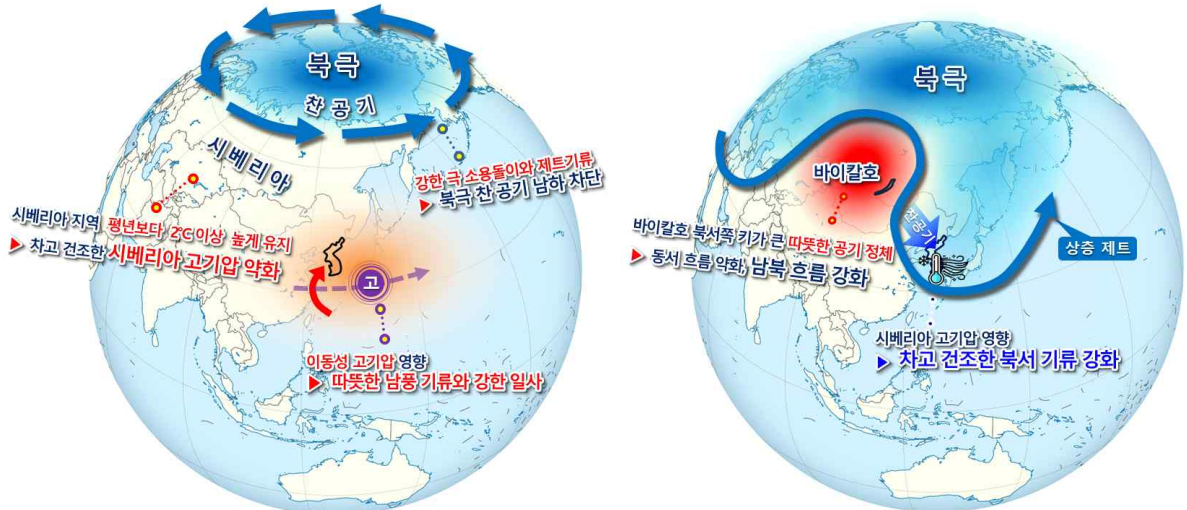 북극
찬 공 기
시베리아
강한 극 소용돌이와 제트기류
▶ 북극 찬 공기 남하 차단
시베리아 지역 평년보다 2℃ 이상 높게 유지
▶ 차고 건조한 시베리아 고기압 약화
고
이동성 고기압 영향
▶ 따뜻한 남풍 기류와 강한 일사
북극
바이칼호
찬공기
바이칼호 북서쪽 키가 큰 따뜻한 공기 정체
▶ 동서 흐름 약화, 남북 흐름 강화
상층 제트
시베리아 고기압 영향
▶ 차고 건조한 북서 기류 강화